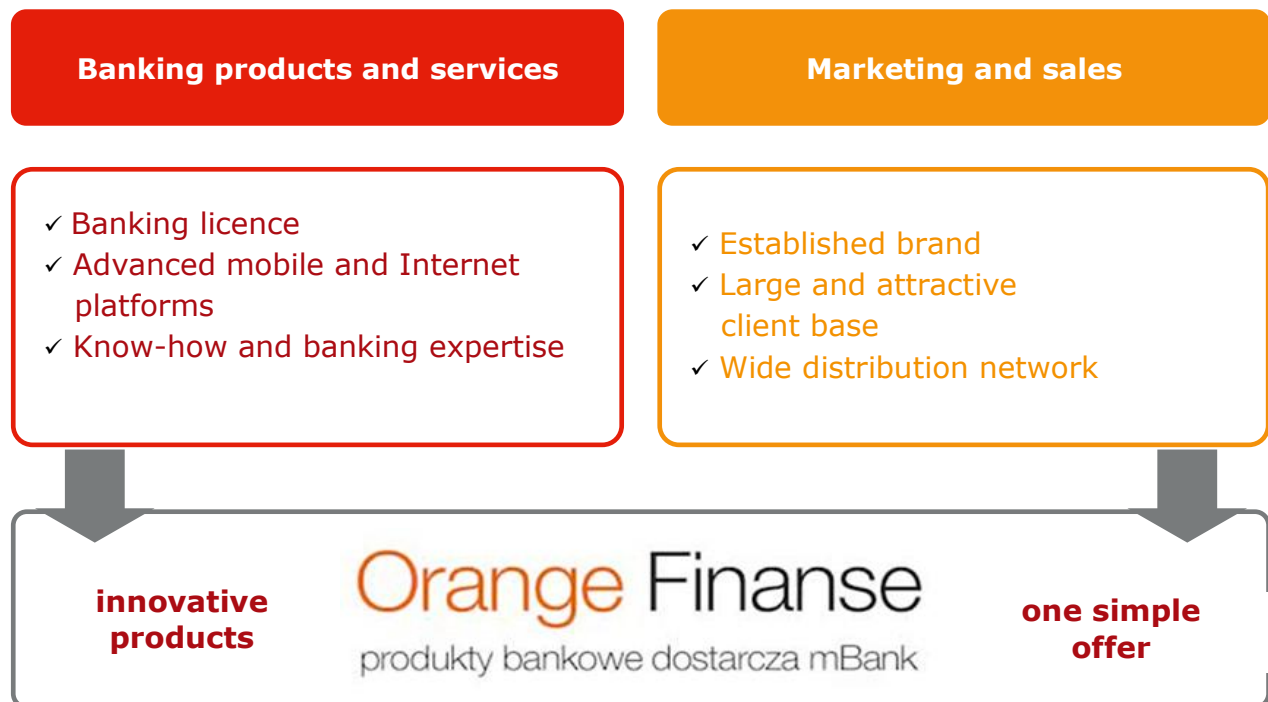 Banking products and services
Marketing and sales
✓ Banking licence
✓ Advanced mobile and Internet
platforms
✓ Know-how and banking expertise
✓ Established brand
✓ Large and attractive
client base
✓ Wide distribution network
innovative
products
Orange Finanse
produkty bankowe dostarcza mBank
one simple
offer